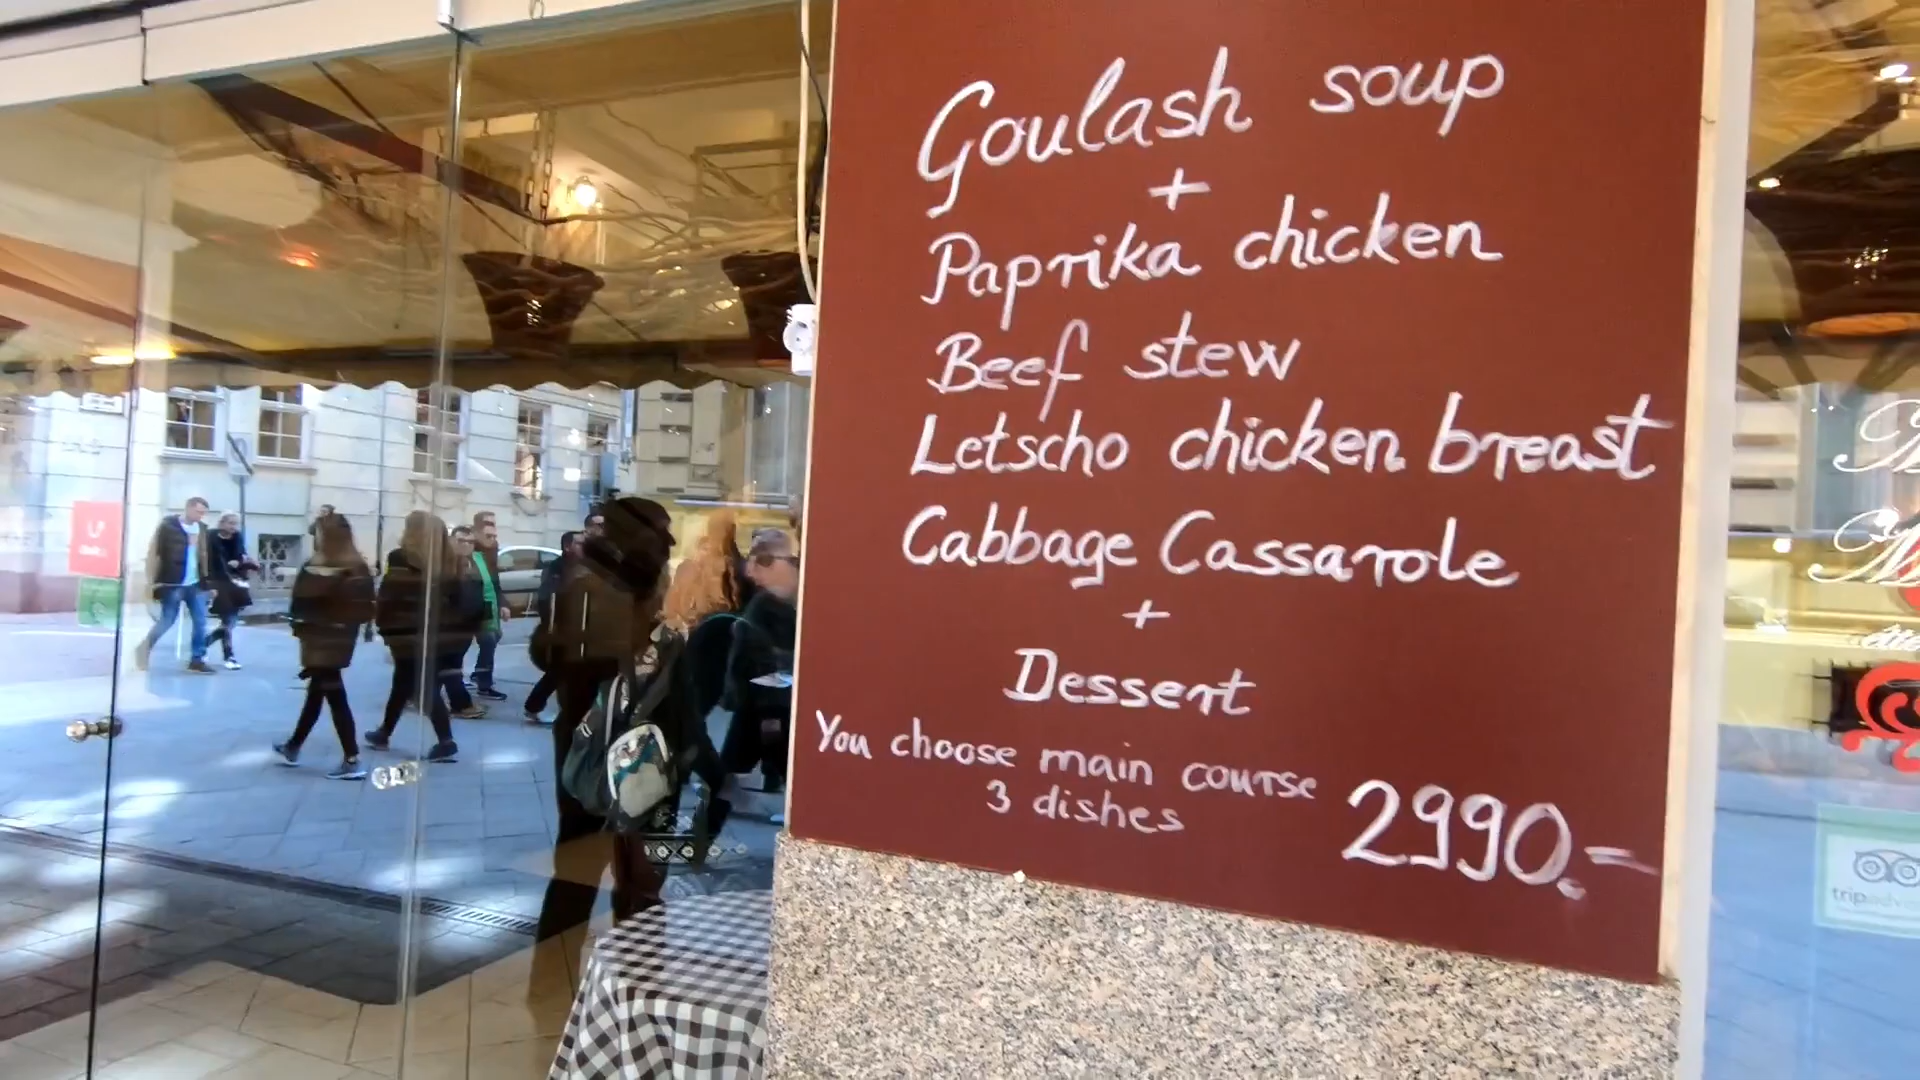 Goulash soup
+
Paprika chicken
Beef stew
Letscho chicken breast
Cabbage Cassarole
+
Dessert
You choose main course
3 dishes
2990.-